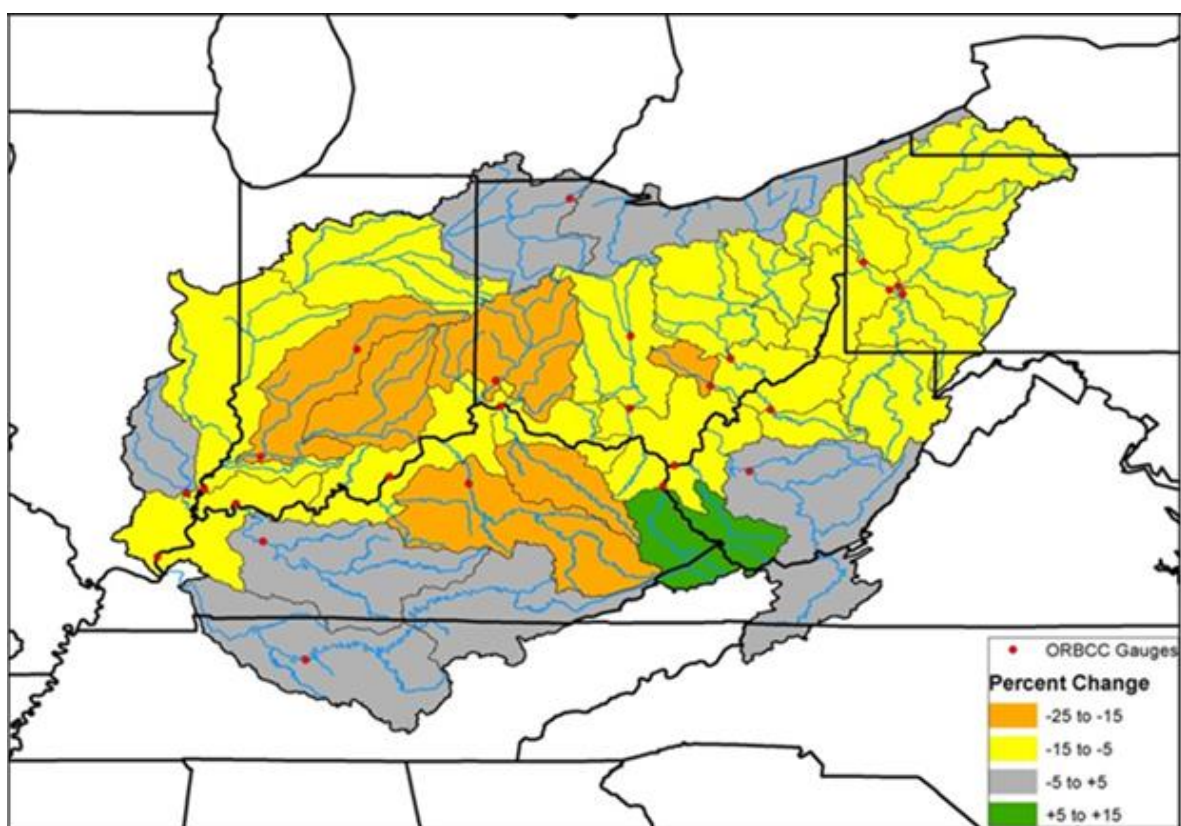 ORBCC Gauges
Percent Change
-25 to -15
-15 to -5
-5 to +5
+5 to +15